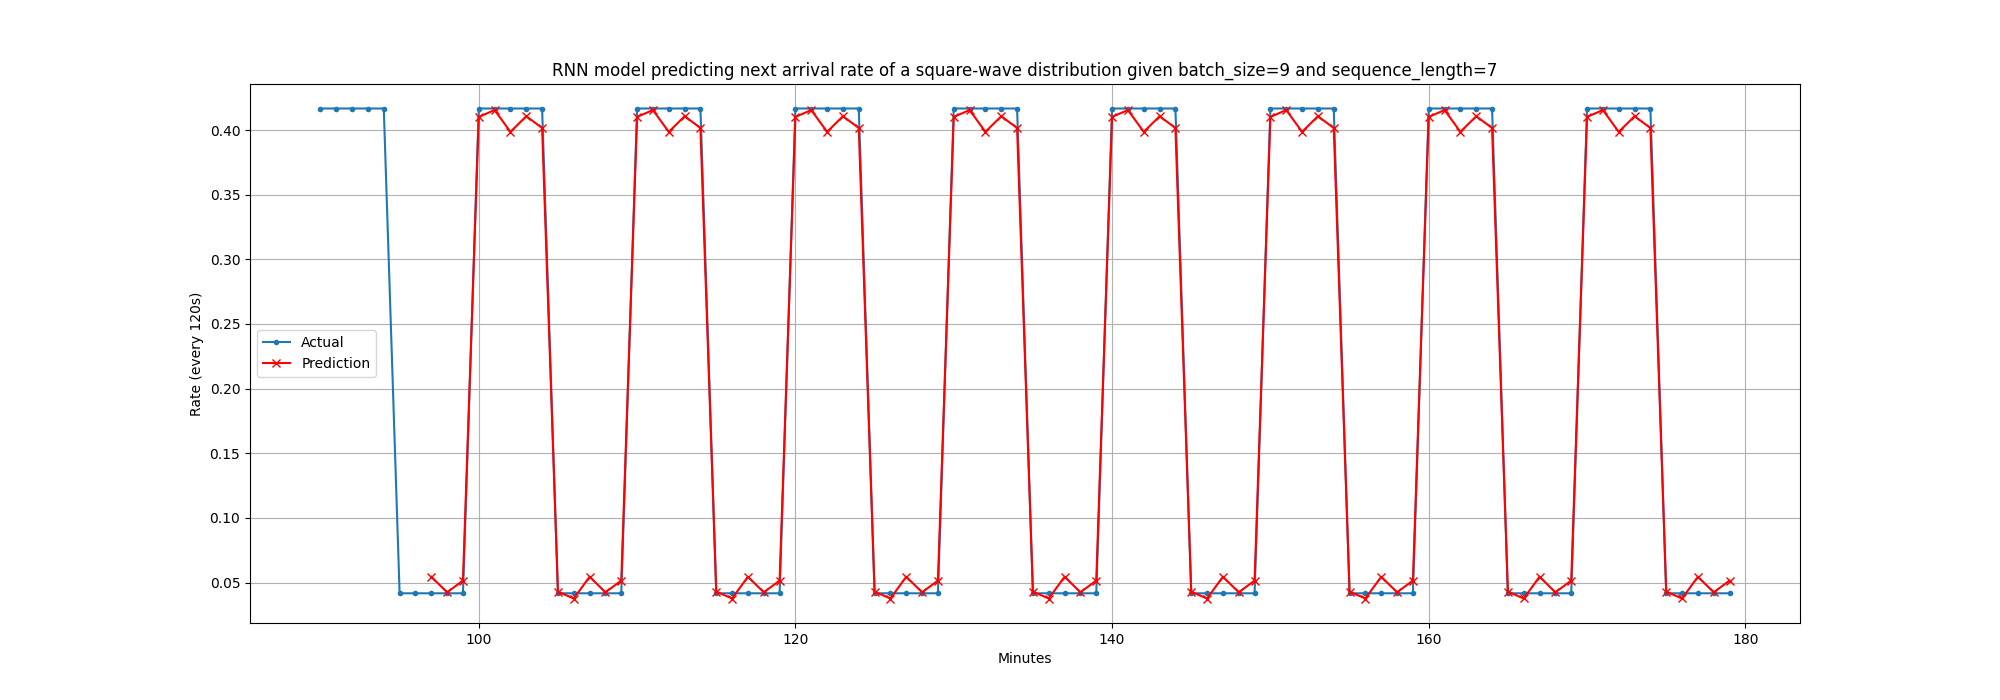 RNN model predicting next arrival rate of a square-wave distribution given batch_size=9 and sequence_length=7
Rate (every 120s)
0.40
0.35
0.30
0.25
0.20
0.15
0.10
0.05
Actual
Prediction
100
120
140
160
180
Minutes